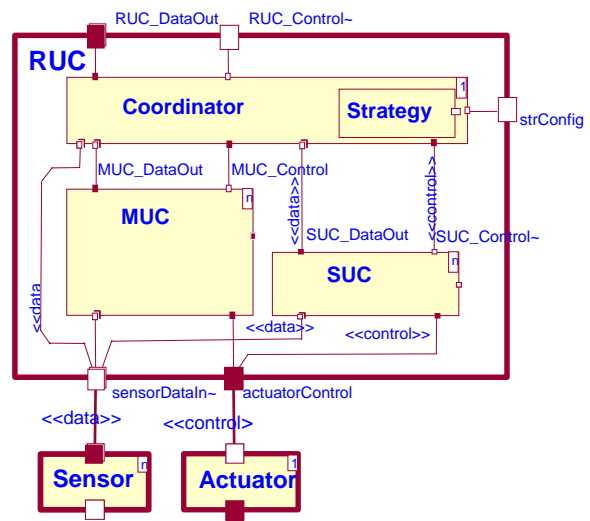 RUC_DataOut RUC_Control~
RUC
Coordinator
Strategy
1
strConfig
MUC_DataOut
MUC_Control
<<data>>
<<control>>
MUC
n
SUC_DataOut
SUC_Control~
SUC
n
<<data
<<data>>
<<control>>
sensorDataIn~
actuatorControl
<<data>>
<<control>
Sensor
n
Actuator
1